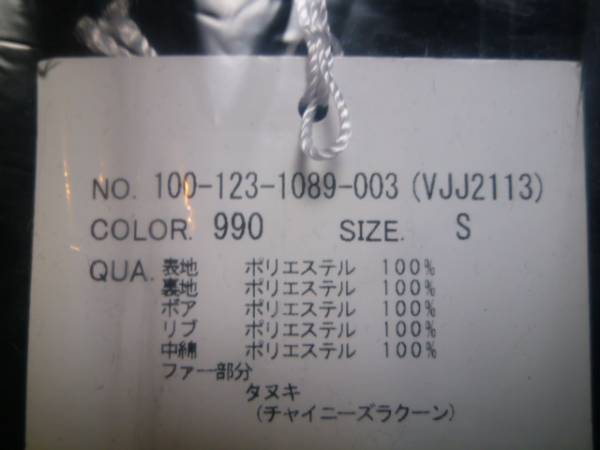 NO. 100-123-1089-003 (VJJ2113)
COLOR. 990 SIZE. S
QUA. 表地 ポリエステル 100%
裏地 ポリエステル 100%
ボア ポリエステル 100%
リブ ポリエステル 100%
中綿 ポリエステル 100%
ファー部分
タヌキ
(チャイニーズラクーン)